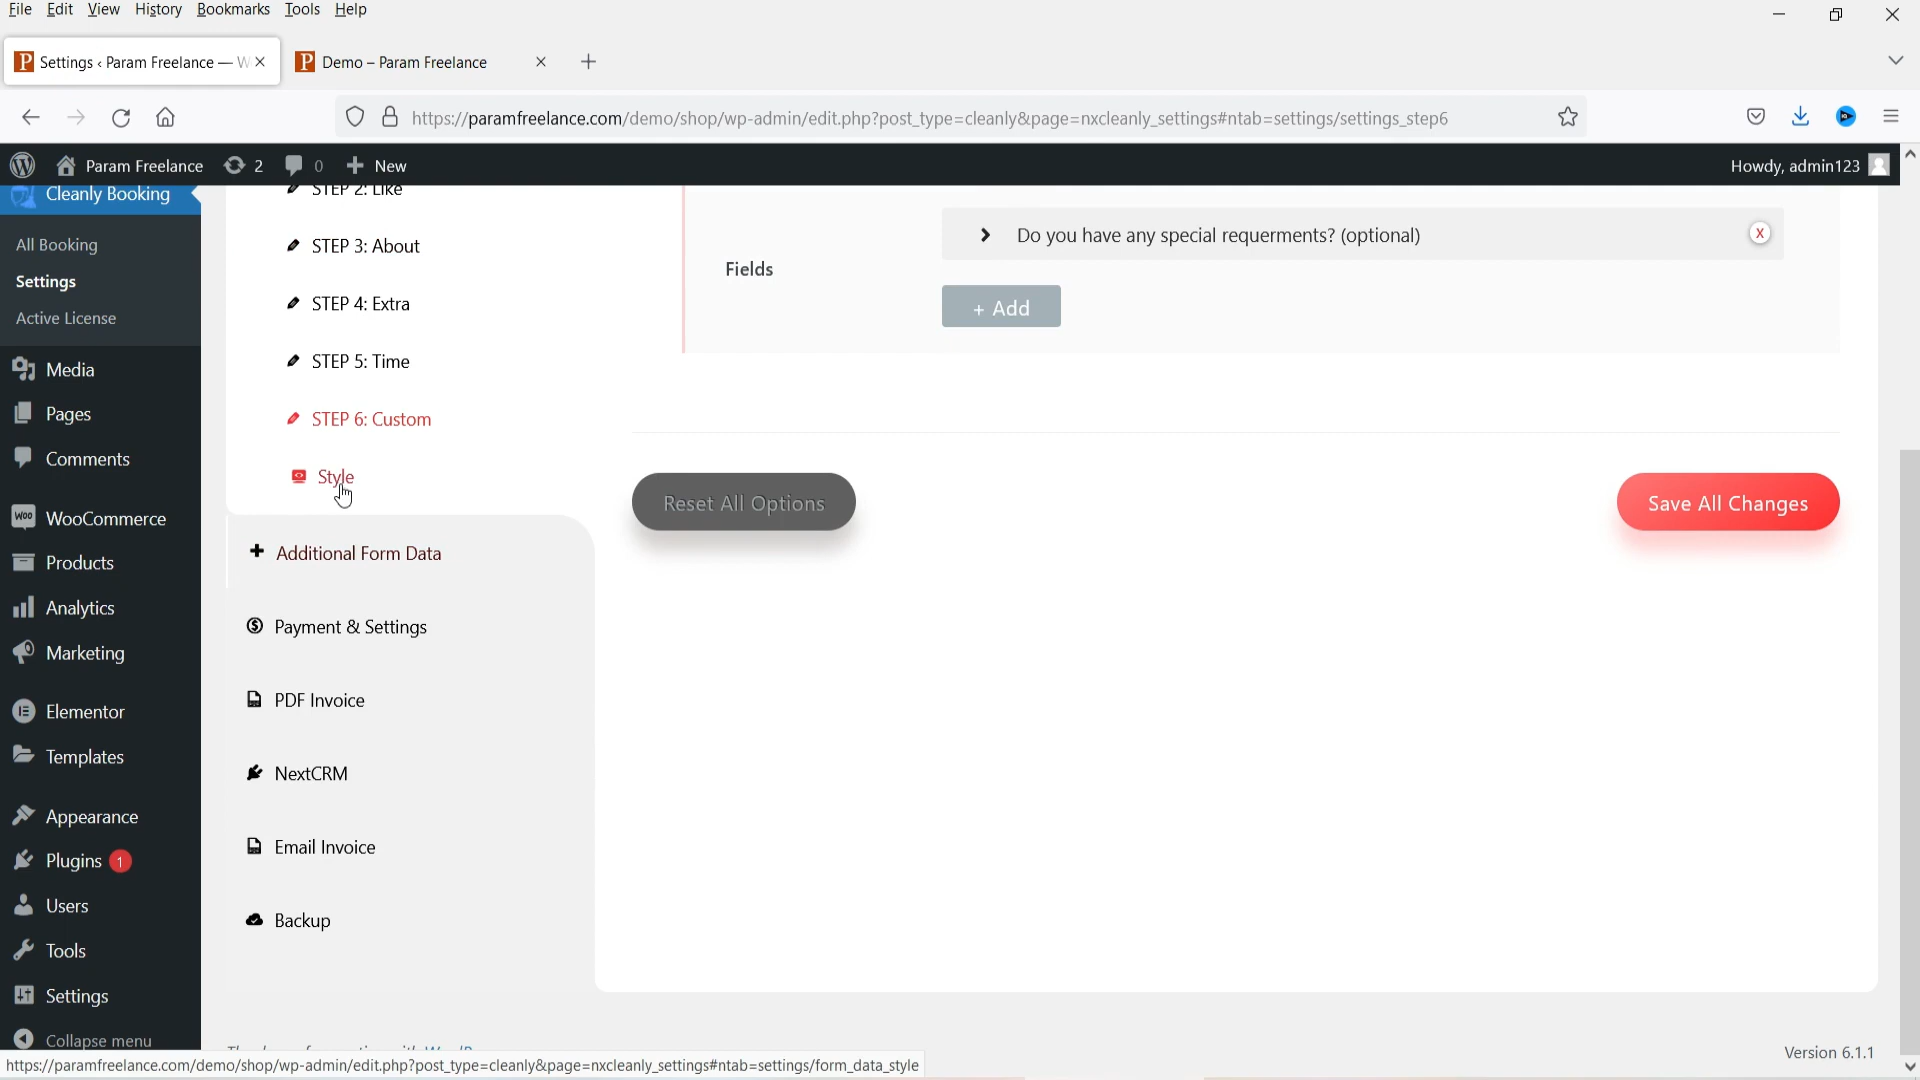 File Edit View History Bookmarks Tools Help
Settings ‹ Param Freelance — W
Demo – Param Freelance
https://paramfreelance.com/demo/shop/wp-admin/edit.php?post_type=cleanly&page=nxcleanly_settings#ntab=settings/settings_step6
Param Freelance 2 0 New
Howdy, admin123
Cleanly Booking
All Booking
Settings
Active License
Media
Pages
Comments
WooCommerce
Products
Analytics
Marketing
Elementor
Templates
Appearance
Plugins 1
Users
Tools
Settings
Collapse menu
STEP 2: Like
STEP 3: About
STEP 4: Extra
STEP 5: Time
STEP 6: Custom
Style
Additional Form Data
Payment & Settings
PDF Invoice
NextCRM
Email Invoice
Backup
Fields
Do you have any special requerments? (optional)
x
+ Add
Reset All Options
Save All Changes
Version 6.1.1
https://paramfreelance.com/demo/shop/wp-admin/edit.php?post_type=cleanly&page=nxcleanly_settings#ntab=settings/form_data_style